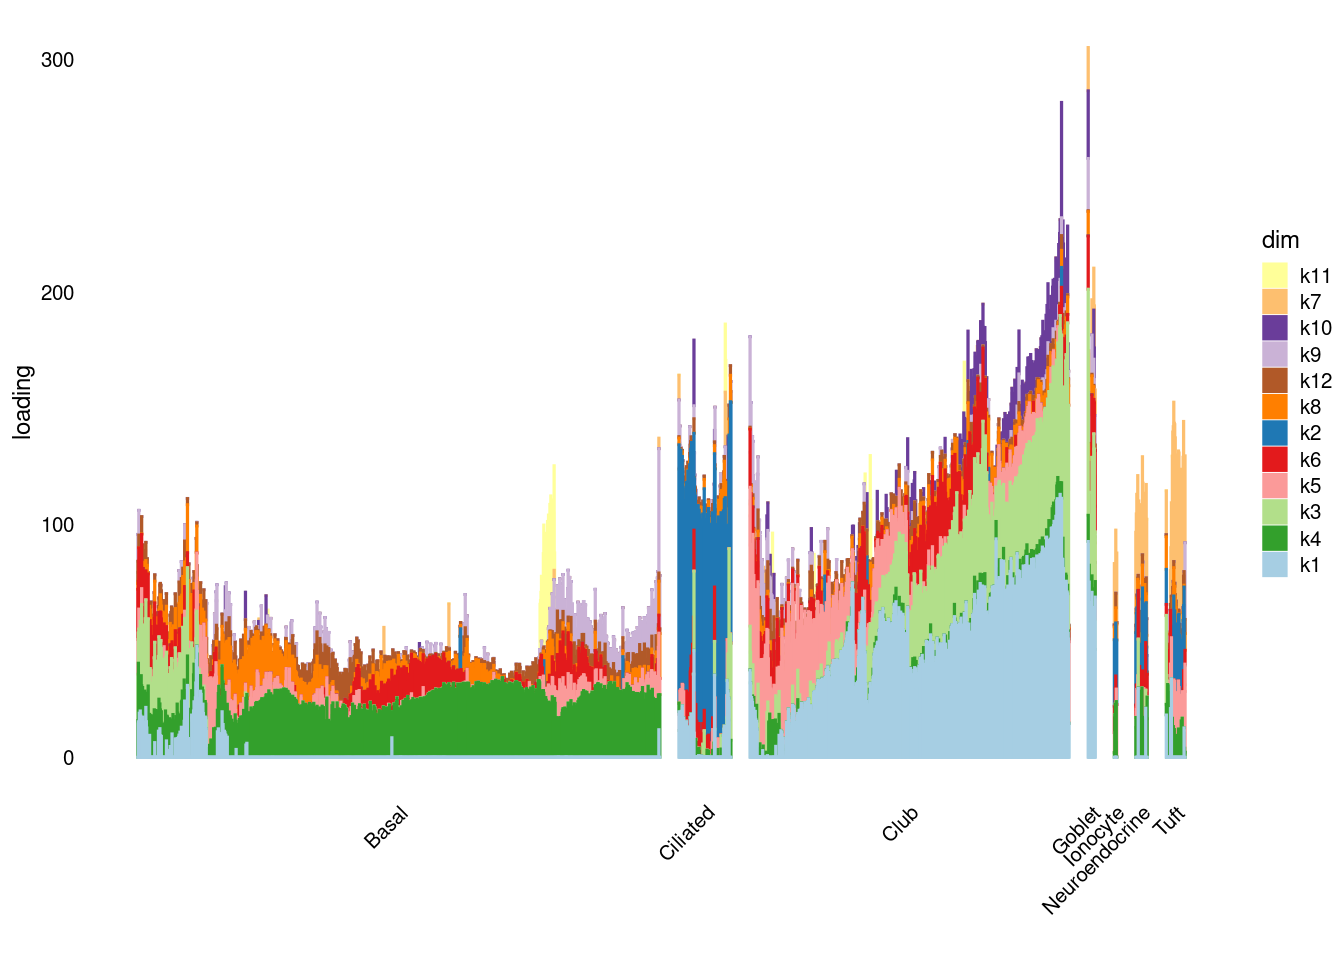 300
200
100
0
loading
Basal
Ciliated
Club
Goblet
Ionocyte
Neuroendocrine
Tuft
dim
k11
k7
k10
k9
k12
k8
k2
k6
k5
k3
k4
k1